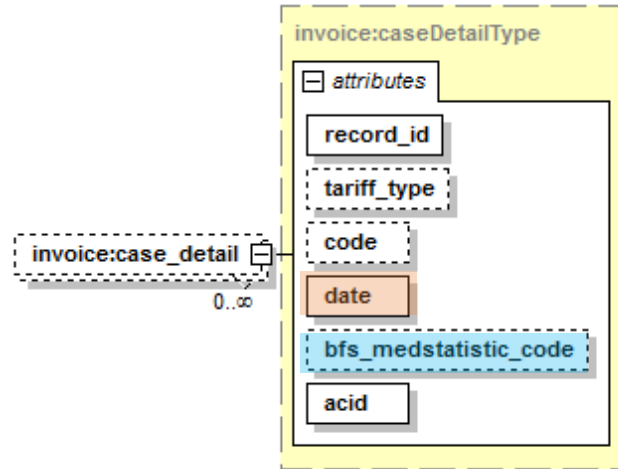 invoice:caseDetailType
attributes
record_id
tariff_type
code
invoice:case_detail
0..∞
date
bfs_medstatistic_code
acid